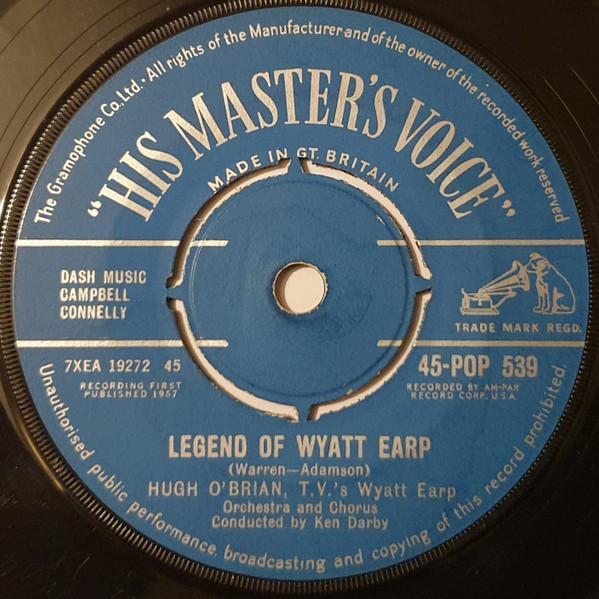 The Gramophone Co.Ltd. All rights of the Manufacturer and of the owner of the recorded work reserved
"HIS MASTER'S VOICE"
MADE IN GT. BRITAIN
DASH MUSIC
CAMPBELL
CONNELLY
TRADE MARK REGD.
7XEA 19272 45
RECORDING FIRST
PUBLISHED 1957
45-POP 539
RECORDED BY AM-PAR
RECORD CORP. U.S.A.
LEGEND OF WYATT EARP
(Warren—Adamson)
HUGH O'BRIAN, T.V.'s Wyatt Earp
Orchestra and Chorus
Conducted by Ken Darby
Unauthorised public performance, broadcasting and copying of this record prohibited.